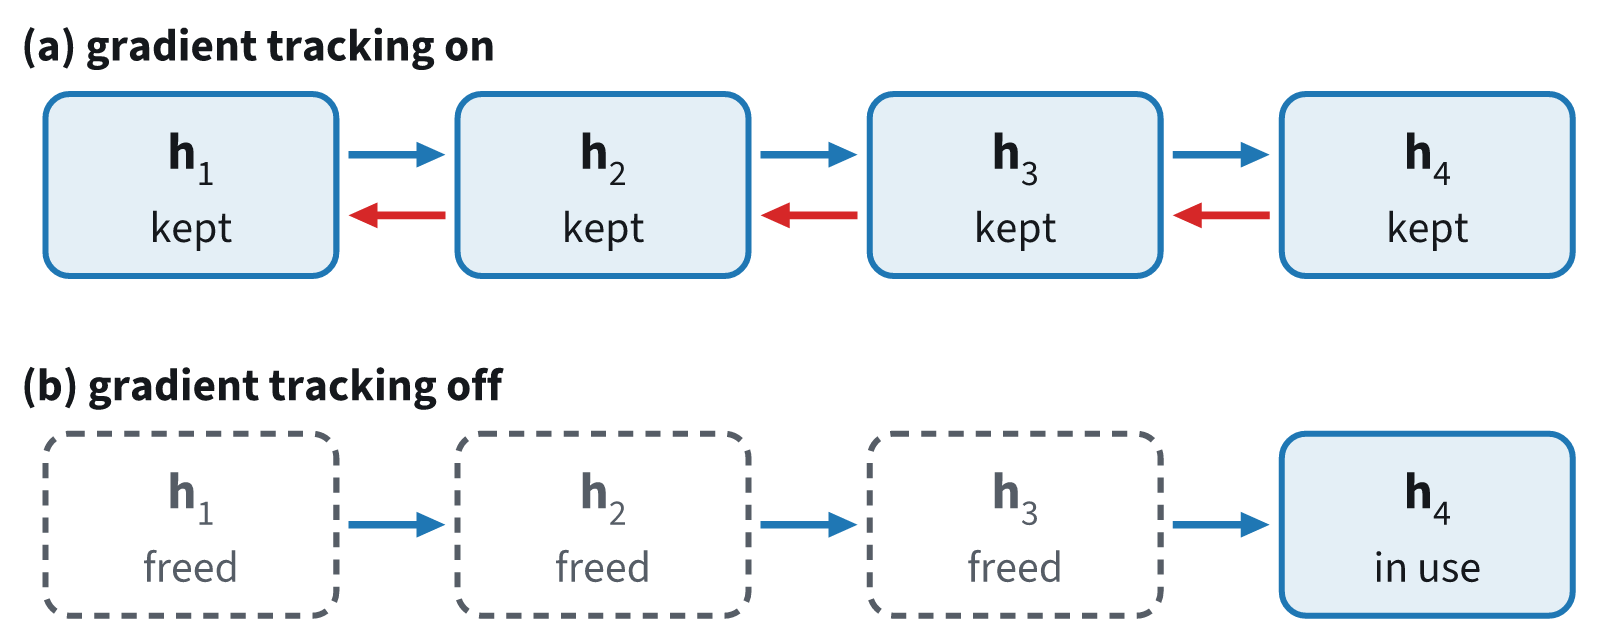 (a) gradient tracking on
h₁ h₂ h₃ h₄
kept kept kept kept
(b) gradient tracking off
h₁ h₂ h₃ h₄
freed freed freed in use